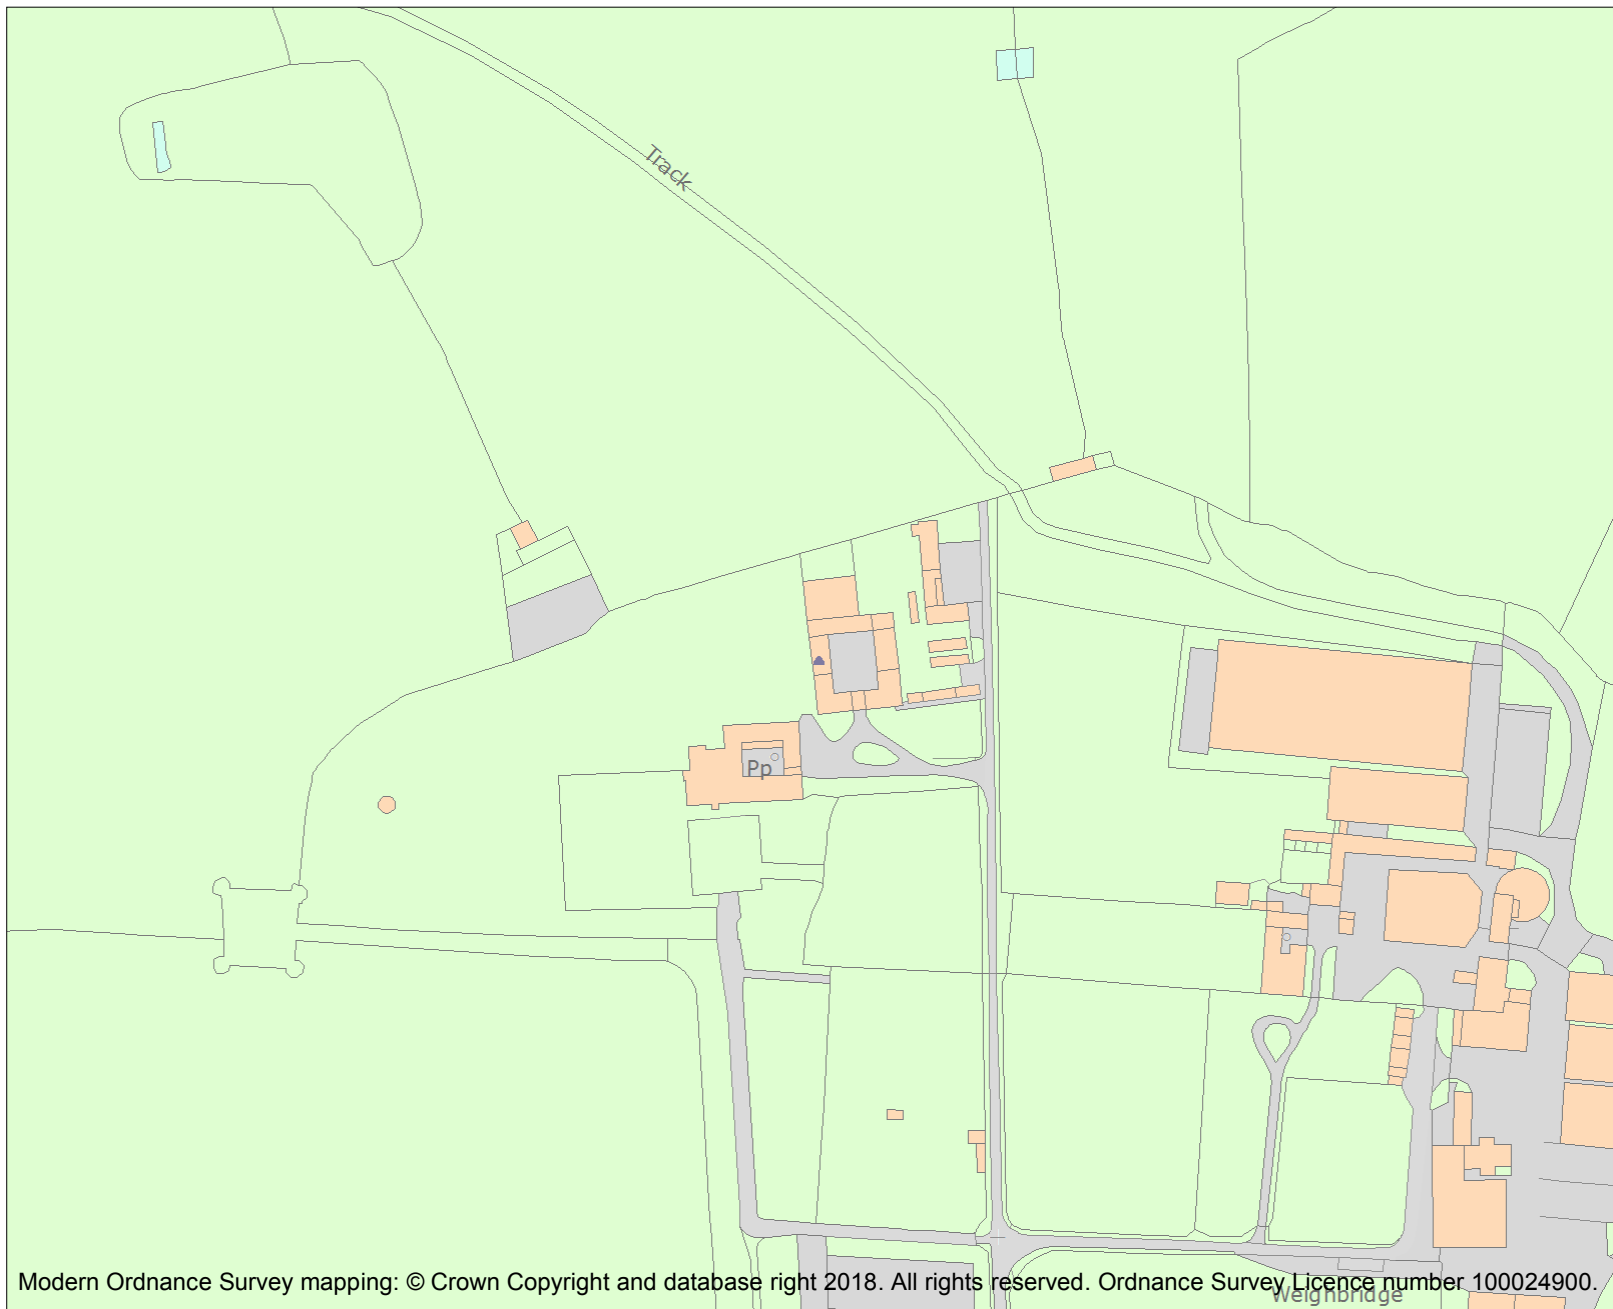 Track
Pp
Modern Ordnance Survey mapping: © Crown Copyright and database right 2018. All rights reserved. Ordnance Survey Licence number 100024900.
Weighbridge